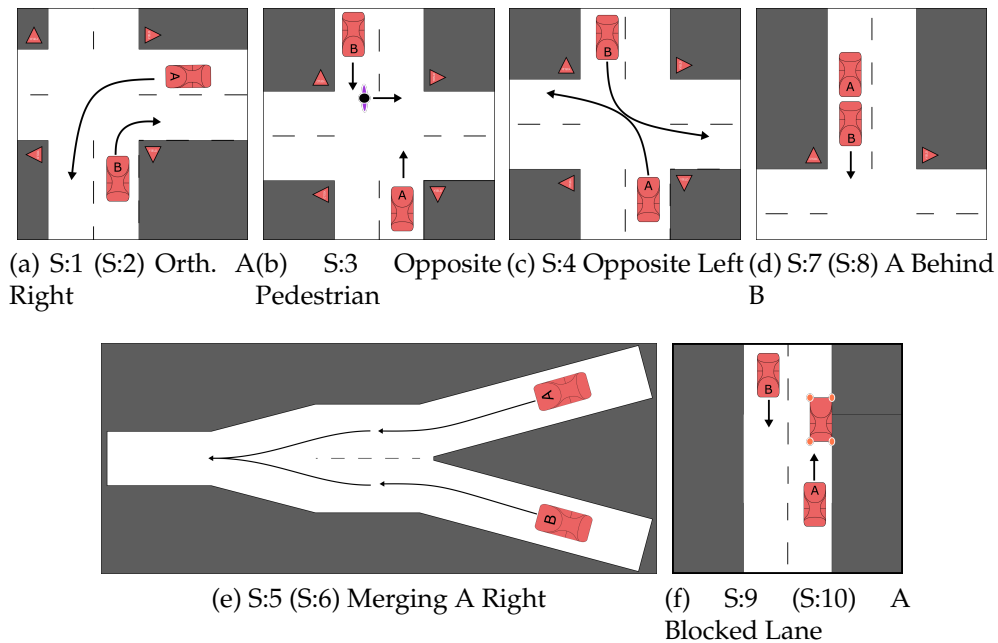 A
B
B
A
B
A
A
B
(a) S:1 (S:2) Orth. A
Right
(b) S:3 Opposite
Pedestrian
(c) S:4 Opposite Left
(d) S:7 (S:8) A Behind
B
A
B
B
A
(e) S:5 (S:6) Merging A Right
(f) S:9 (S:10) A
Blocked Lane